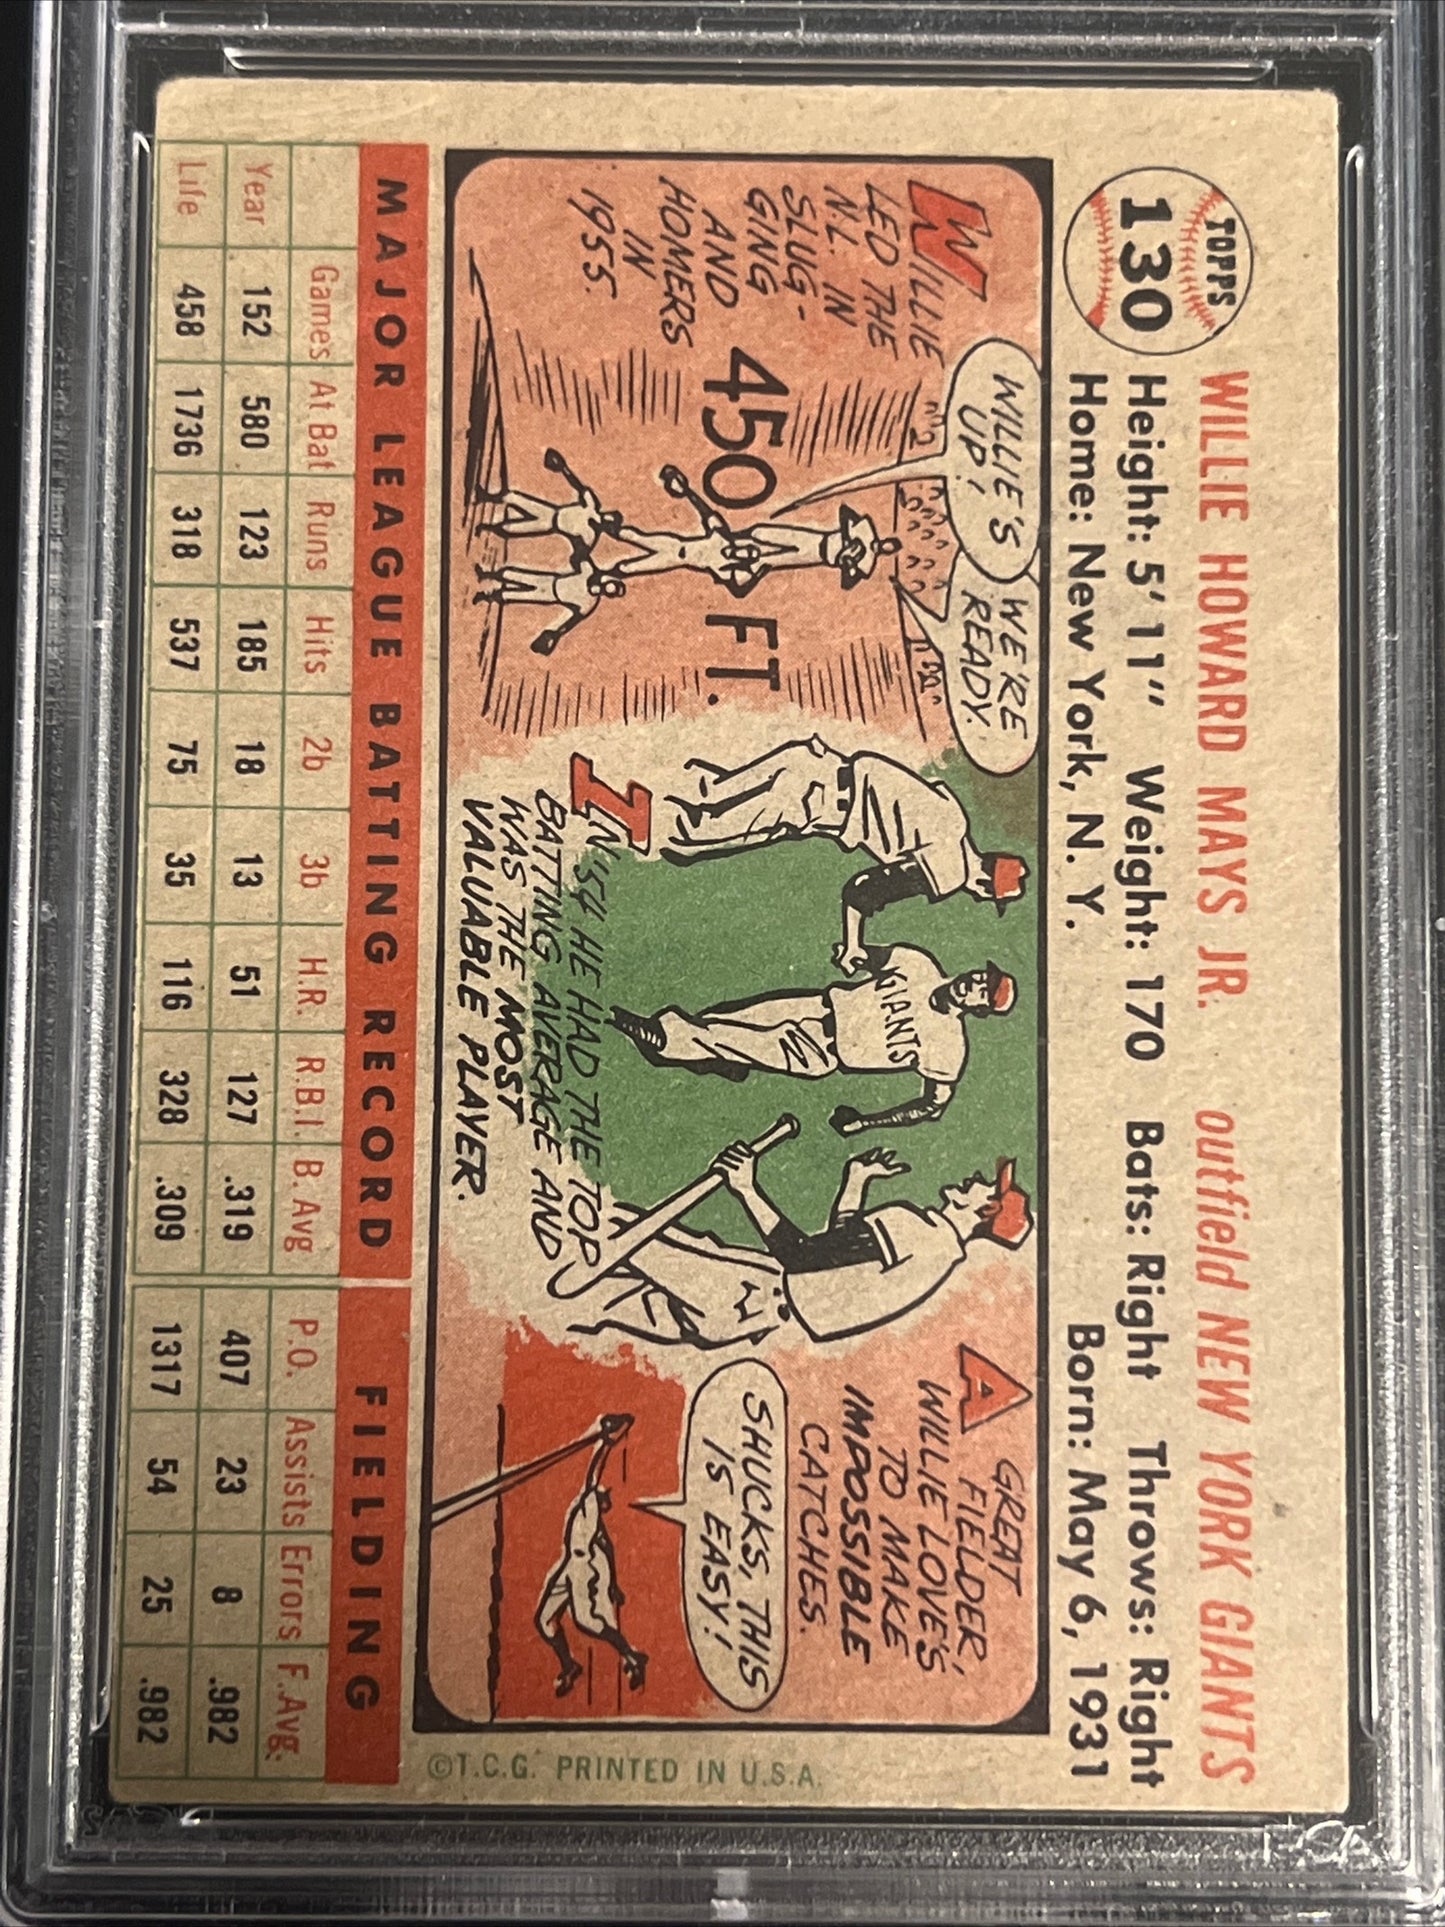 TOPPS
130
WILLIE HOWARD MAYS JR. outfield NEW YORK GIANTS
Height: 5'11" Weight: 170 Bats: Right Throws: Right
Home: New York, N. Y. Born: May 6, 1931
WILLIE
LED THE
N.L. IN
SLUG-
GING
AND
HOMERS
IN
1955.
WILLIE'S
UP!
WE'RE
READY.
450 FT.
GIANTS
IN '54 HE HAD THE TOP
BATTING AVERAGE AND
WAS THE MOST
VALUABLE PLAYER.
A GREAT
FIELDER,
WILLIE LOVE'S
TO MAKE
IMPOSSIBLE
CATCHES.
SHUCKS, THIS
IS EASY!
©T.C.G. PRINTED IN U.S.A.
MAJOR LEAGUE BATTING RECORD FIELDING
Games At Bat Runs Hits 2b 3b H.R. R.B.I. B. Avg P.O. Assists Errors F. Avg.
Year 152 580 123 185 18 13 51 127 .319 407 23 8 .982
Life 458 1736 318 537 75 35 116 328 .309 1317 54 25 .982